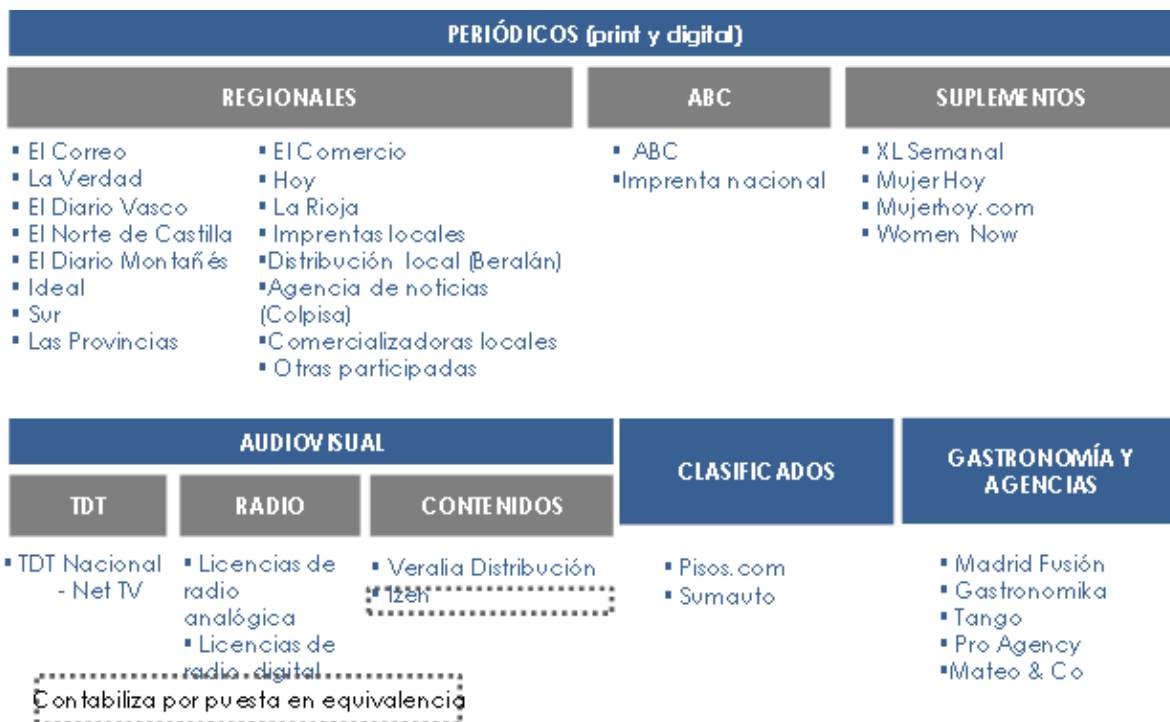 PERIÓDICOS (print y digital)
REGIONALES
▪ El Correo
▪ La Verdad
▪ El Diario Vasco
▪ El Norte de Castilla
▪ El Diario Montañés
▪ Ideal
▪ Sur
▪ Las Provincias
▪ El Comercio
▪ Hoy
▪ La Rioja
▪ Imprentas locales
▪Distribución local (Beralán)
▪Agencia de noticias
(Colpisa)
▪Comercializadoras locales
▪ Otras participadas
ABC
▪ ABC
▪Imprenta nacional
SUPLEMENTOS
▪ XL Semanal
▪ Mujer Hoy
▪ Mujerhoy.com
▪ Women Now
AUDIOVISUAL
TDT
▪ TDT Nacional
- Net TV
RADIO
▪ Licencias de
radio
analógica
▪ Licencias de
radio digital
CONTENIDOS
▪ Veralia Distribución
▪ Izen
CLASIFICADOS
▪ Pisos.com
▪ Sumauto
GASTRONOMÍA Y
AGENCIAS
▪ Madrid Fusión
▪ Gastronomika
▪ Tango
▪ Pro Agency
▪Mateo & Co
Contabiliza por puesta en equivalencia